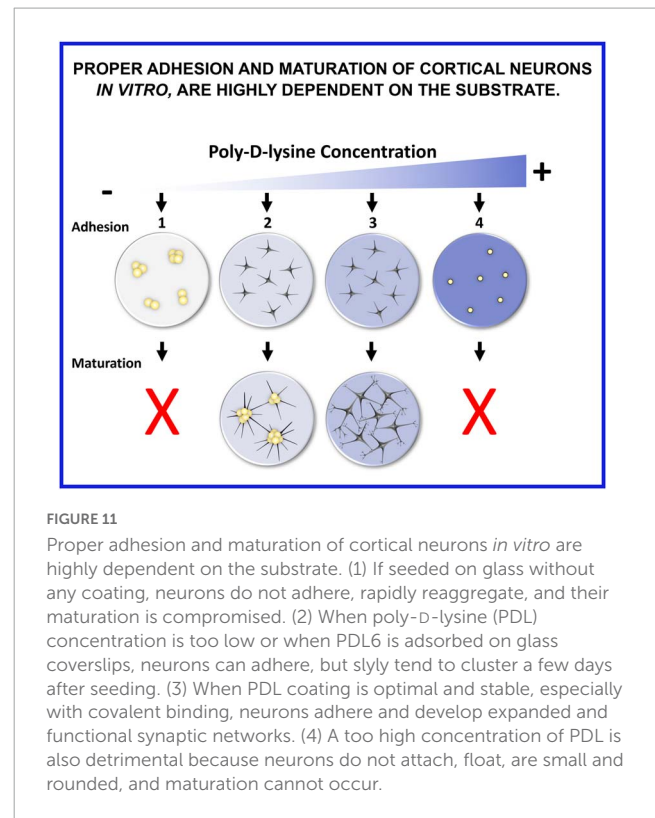 PROPER ADHESION AND MATURATION OF CORTICAL NEURONS
IN VITRO, ARE HIGHLY DEPENDENT ON THE SUBSTRATE.
Poly-D-lysine Concentration
- +
Adhesion 1 2 3 4
Maturation
X X
FIGURE 11
Proper adhesion and maturation of cortical neurons in vitro are
highly dependent on the substrate. (1) If seeded on glass without
any coating, neurons do not adhere, rapidly reaggregate, and their
maturation is compromised. (2) When poly-D-lysine (PDL)
concentration is too low or when PDL6 is adsorbed on glass
coverslips, neurons can adhere, but slyly tend to cluster a few days
after seeding. (3) When PDL coating is optimal and stable, especially
with covalent binding, neurons adhere and develop expanded and
functional synaptic networks. (4) A too high concentration of PDL is
also detrimental because neurons do not attach, float, are small and
rounded, and maturation cannot occur.